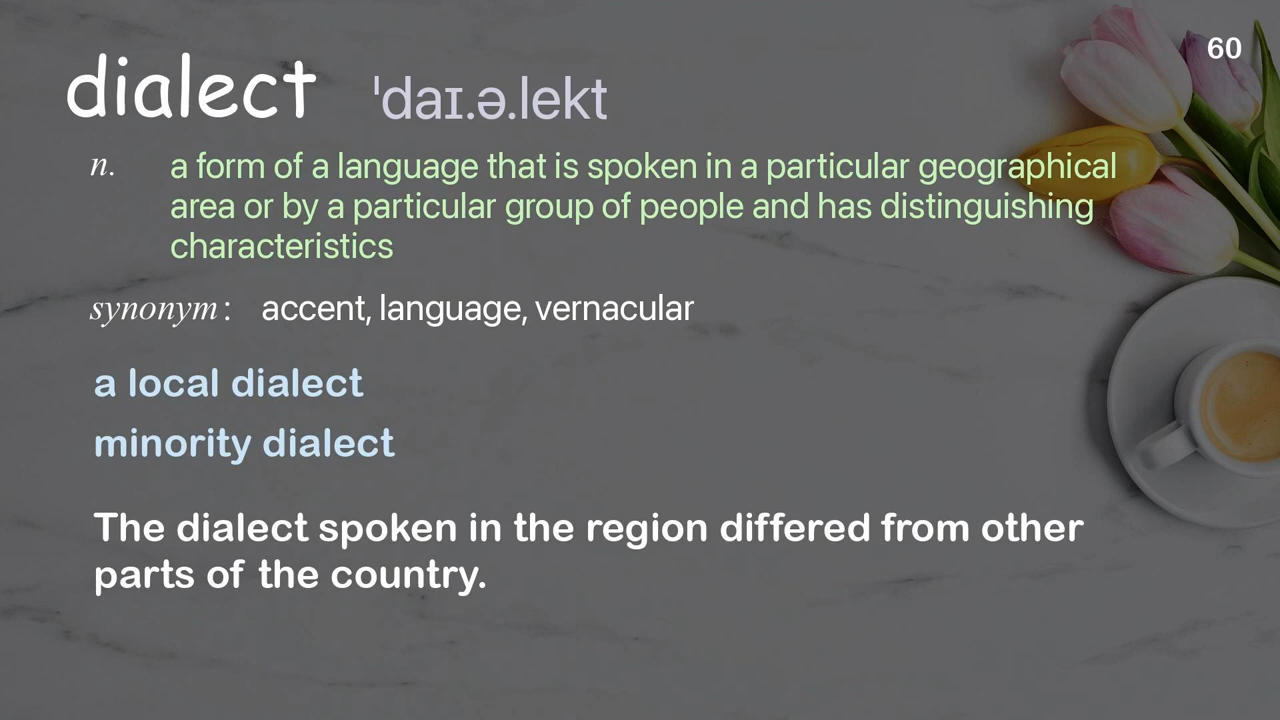 60
dialect ˈdaɪ.ə.lekt
n. a form of a language that is spoken in a particular geographical
area or by a particular group of people and has distinguishing
characteristics
synonym: accent, language, vernacular
a local dialect
minority dialect
The dialect spoken in the region differed from other
parts of the country.